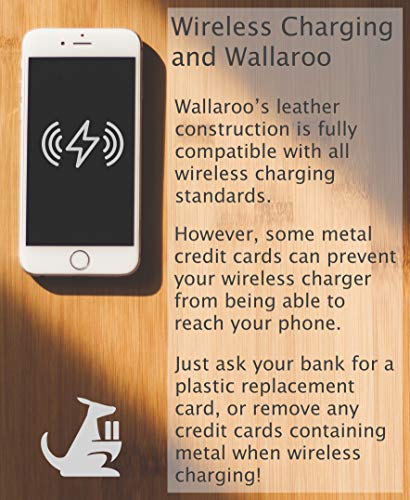 Wireless Charging
and Wallaroo
Wallaroo's leather
construction is fully
compatible with all
wireless charging
standards.
However, some metal
credit cards can prevent
your wireless charger
from being able to
reach your phone.
Just ask your bank for a
plastic replacement
card, or remove any
credit cards containing
metal when wireless
charging!